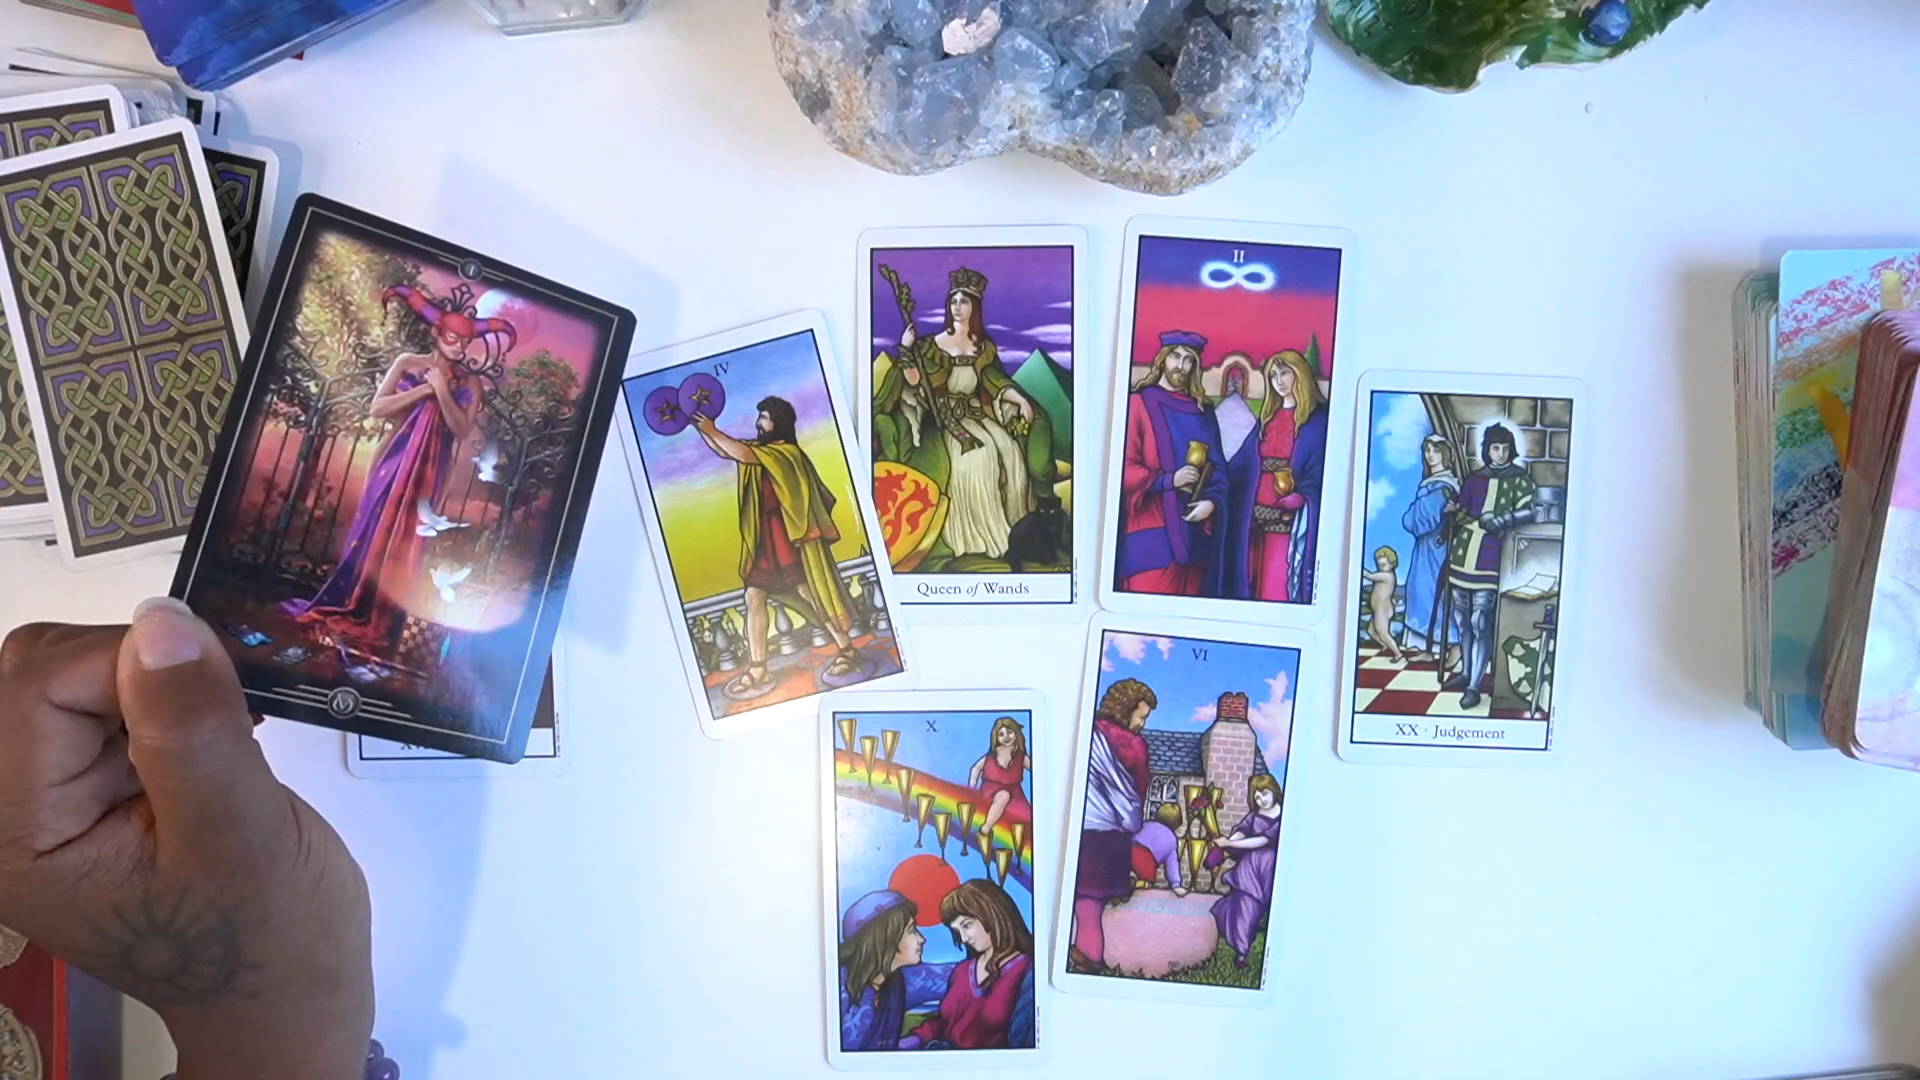 I
IV
Queen of Wands
II
XX · Judgement
X
VI